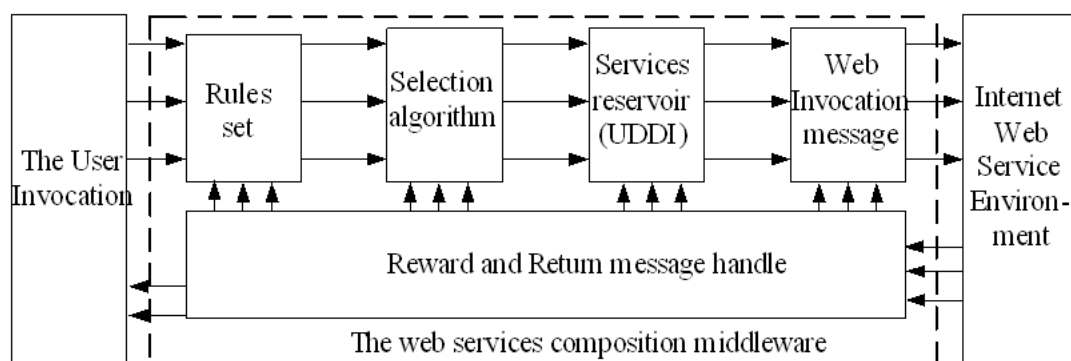 The User
Invocation
Rules
set
Selection
algorithm
Services
reservoir
(UDDI)
Web
Invocation
message
Internet
Web
Service
Environ-
ment
Reward and Return message handle
The web services composition middleware